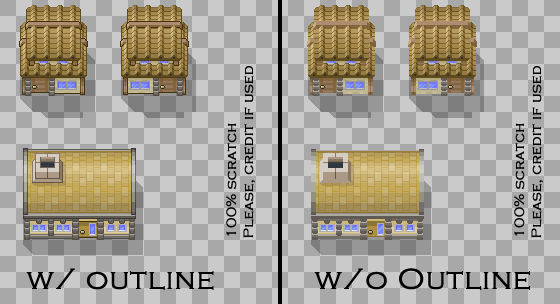 100% SCRATCH
PLEASE, CREDIT IF USED
W/ OUTLINE
100% SCRATCH
PLEASE, CREDIT IF USED
W/O OUTLINE